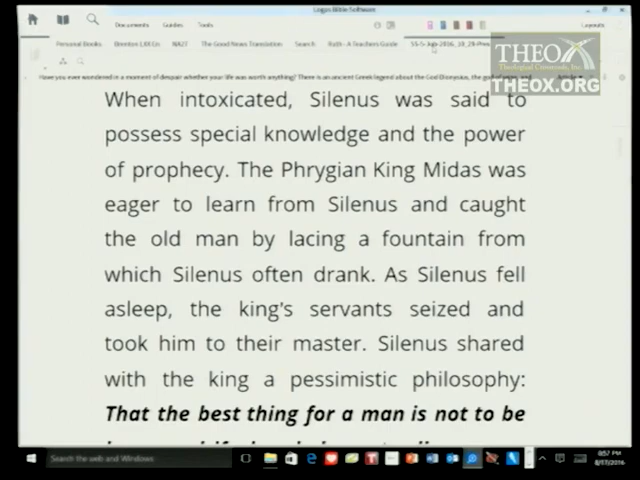 Logos Bible Software
Documents Guides Tools Layouts
Personal Books Brenton LXX En NA27 The Good News Translation Search Ruth - A Teacher's Guide
Have you ever wondered in a moment of despair whether your life was worth anything? There is an ancient Greek legend about the God Dionysius, the god of
THEOX
THEOX.ORG
When intoxicated, Silenus was said to
possess special knowledge and the power
of prophecy. The Phrygian King Midas was
eager to learn from Silenus and caught
the old man by lacing a fountain from
which Silenus often drank. As Silenus fell
asleep, the king's servants seized and
took him to their master. Silenus shared
with the king a pessimistic philosophy:
That the best thing for a man is not to be
Search the web and Windows